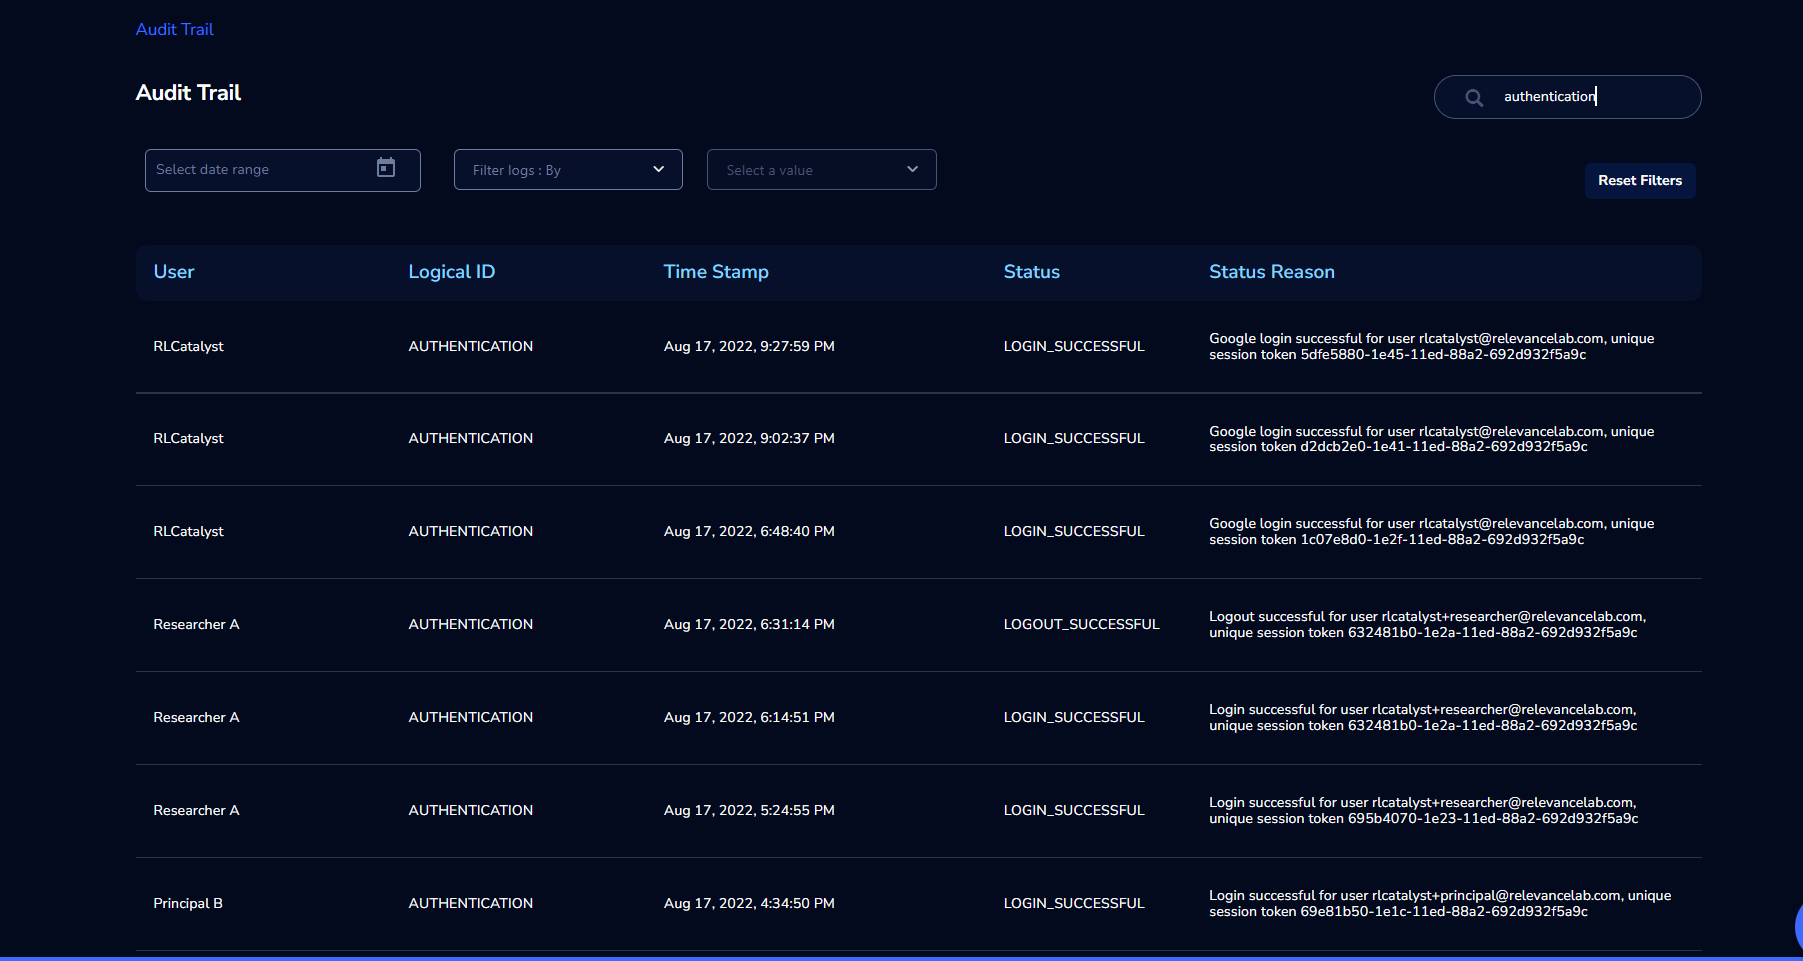 Audit Trail
Audit Trail
authentication
Select date range
Filter logs : By
Select a value
Reset Filters
User Logical ID Time Stamp Status Status Reason
RLCatalyst AUTHENTICATION Aug 17, 2022, 9:27:59 PM LOGIN_SUCCESSFUL Google login successful for user rlcatalyst@relevancelab.com, unique
session token 5dfe5880-1e45-11ed-88a2-692d932f5a9c
RLCatalyst AUTHENTICATION Aug 17, 2022, 9:02:37 PM LOGIN_SUCCESSFUL Google login successful for user rlcatalyst@relevancelab.com, unique
session token d2dcb2e0-1e41-11ed-88a2-692d932f5a9c
RLCatalyst AUTHENTICATION Aug 17, 2022, 6:48:40 PM LOGIN_SUCCESSFUL Google login successful for user rlcatalyst@relevancelab.com, unique
session token 1c07e8d0-1e2f-11ed-88a2-692d932f5a9c
Researcher A AUTHENTICATION Aug 17, 2022, 6:31:14 PM LOGOUT_SUCCESSFUL Logout successful for user rlcatalyst+researcher@relevancelab.com,
unique session token 632481b0-1e2a-11ed-88a2-692d932f5a9c
Researcher A AUTHENTICATION Aug 17, 2022, 6:14:51 PM LOGIN_SUCCESSFUL Login successful for user rlcatalyst+researcher@relevancelab.com,
unique session token 632481b0-1e2a-11ed-88a2-692d932f5a9c
Researcher A AUTHENTICATION Aug 17, 2022, 5:24:55 PM LOGIN_SUCCESSFUL Login successful for user rlcatalyst+researcher@relevancelab.com,
unique session token 695b4070-1e23-11ed-88a2-692d932f5a9c
Principal B AUTHENTICATION Aug 17, 2022, 4:34:50 PM LOGIN_SUCCESSFUL Login successful for user rlcatalyst+principal@relevancelab.com, unique
session token 69e81b50-1e1c-11ed-88a2-692d932f5a9c